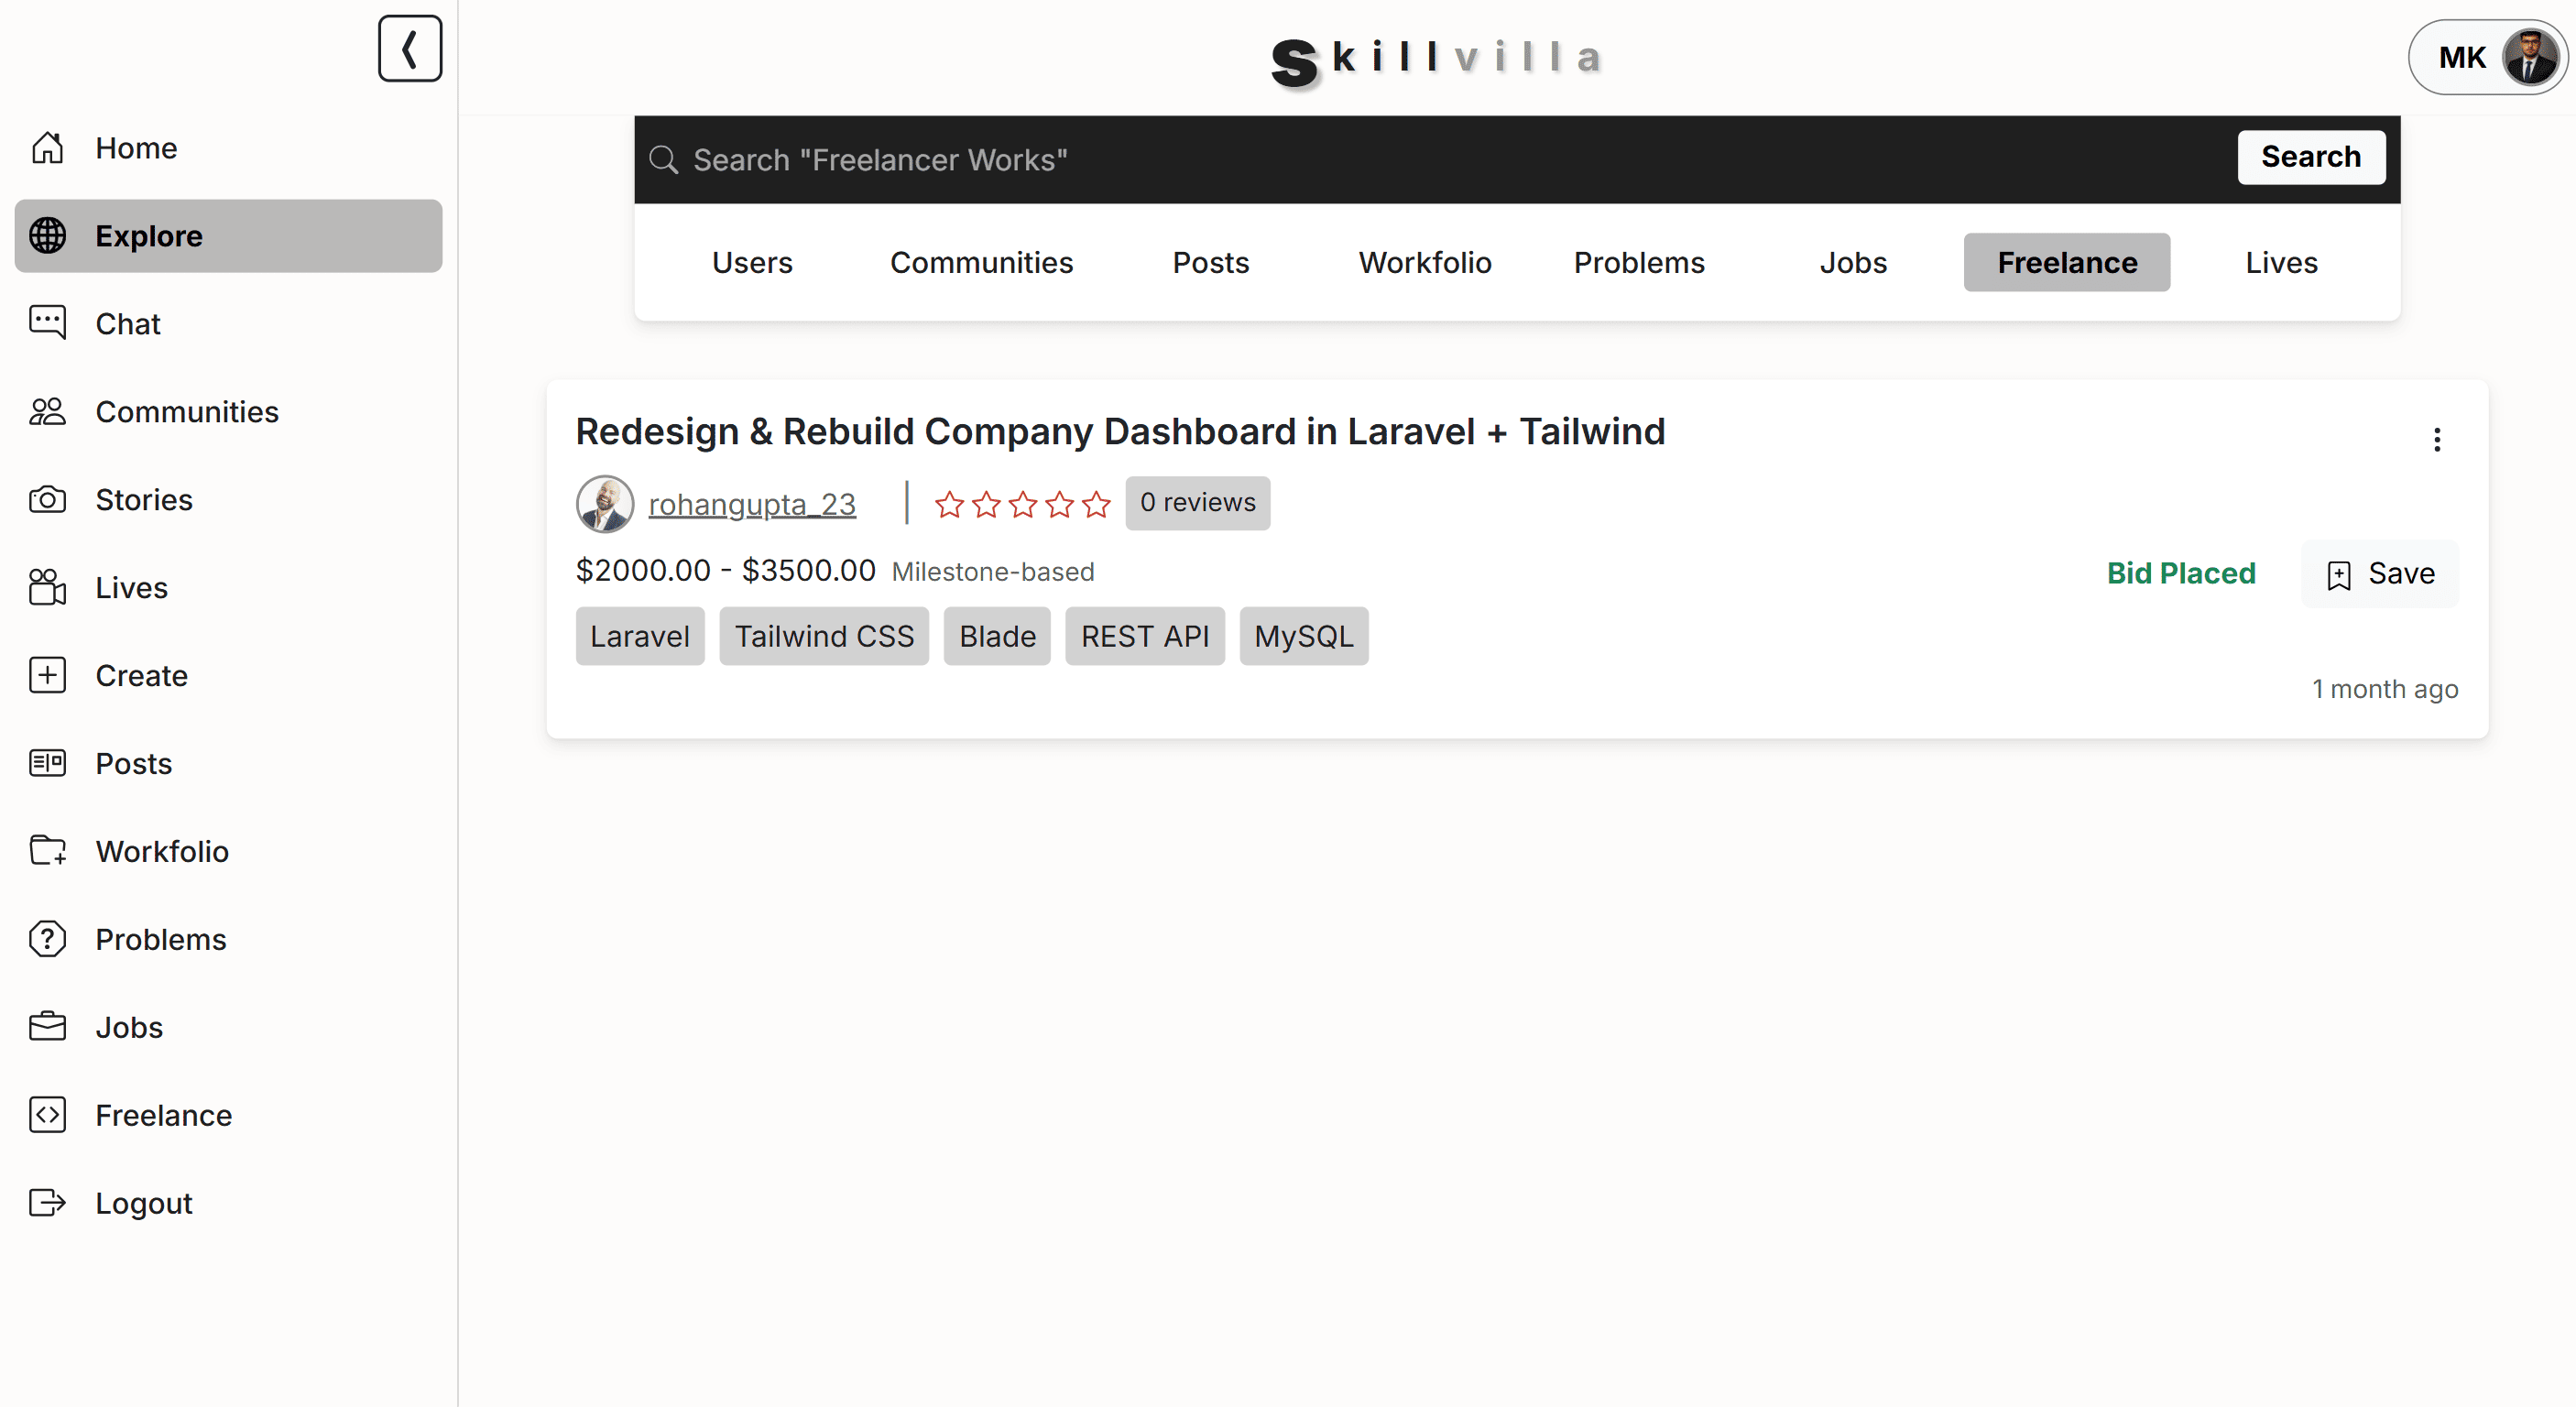 Skillvilla
MK
Home
Explore
Chat
Communities
Stories
Lives
Create
Posts
Workfolio
Problems
Jobs
Freelance
Logout
Search "Freelancer Works"
Search
Users Communities Posts Workfolio Problems Jobs Freelance Lives
Redesign & Rebuild Company Dashboard in Laravel + Tailwind
rohangupta_23 0 reviews
$2000.00 - $3500.00 Milestone-based
Bid Placed Save
Laravel Tailwind CSS Blade REST API MySQL
1 month ago